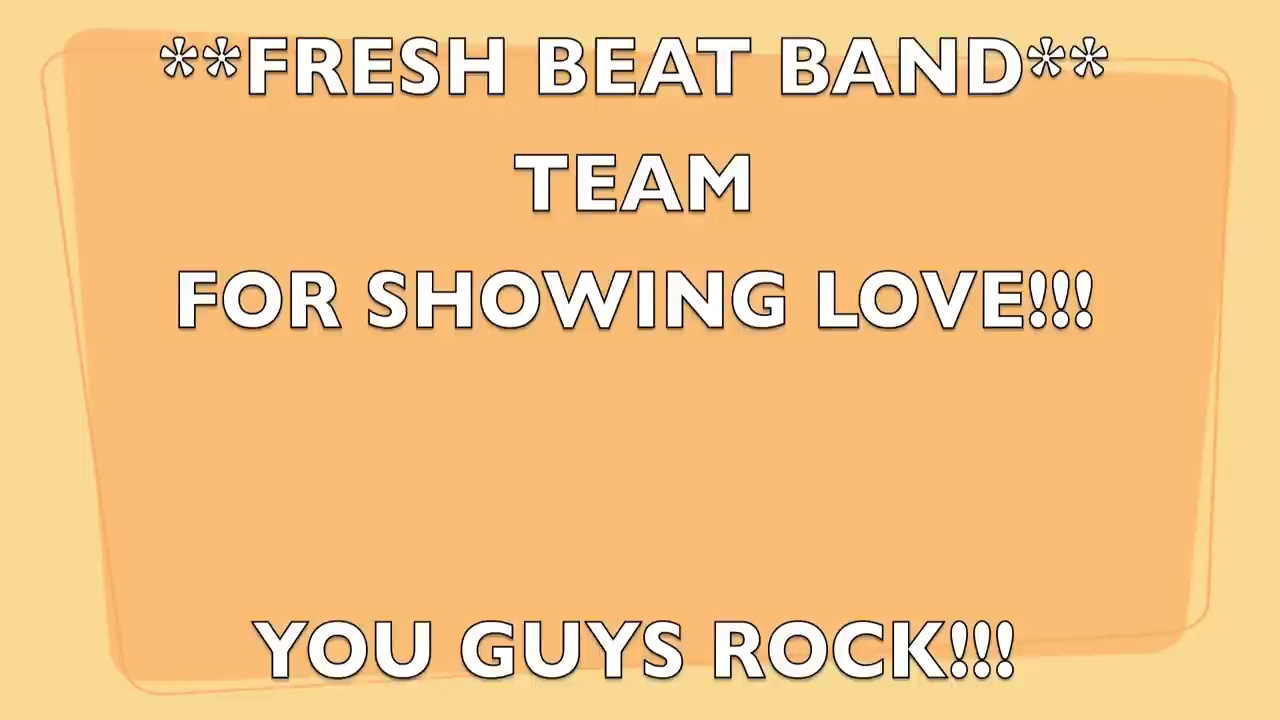 **FRESH BEAT BAND**
TEAM
FOR SHOWING LOVE!!!
YOU GUYS ROCK!!!